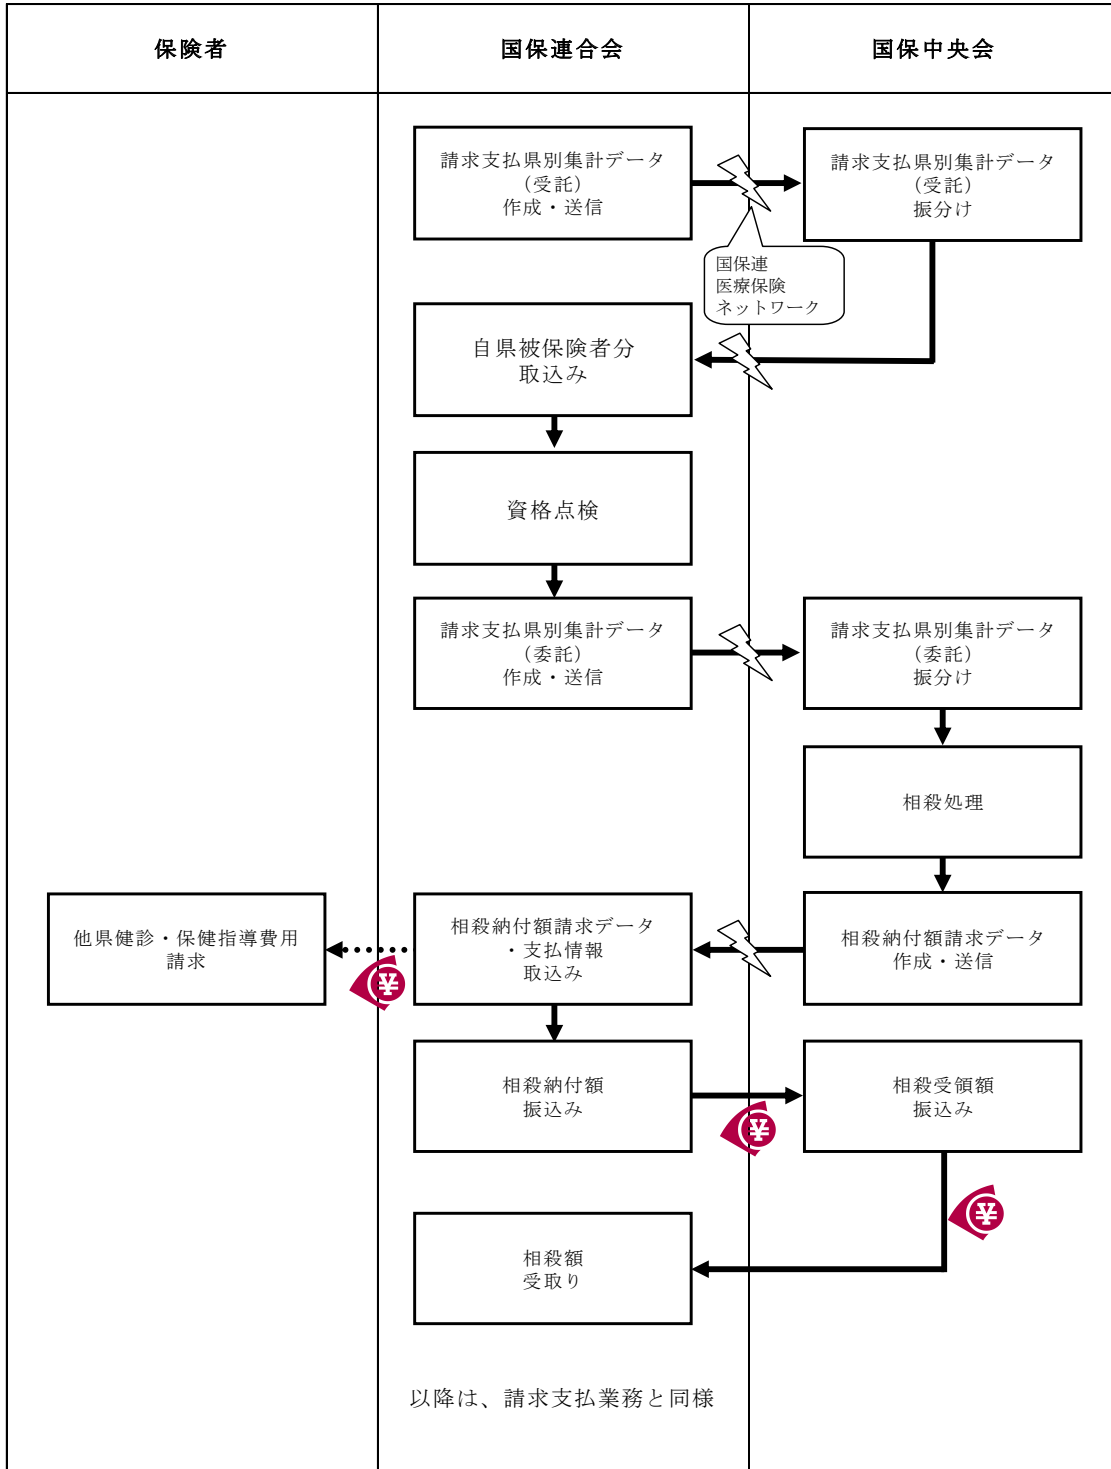 保険者
国保連合会
国保中央会
請求支払県別集計データ
（受託）
作成・送信
請求支払県別集計データ
（受託）
振分け
国保連
医療保険
ネットワーク
自県被保険者分
取込み
資格点検
請求支払県別集計データ
（委託）
作成・送信
請求支払県別集計データ
（委託）
振分け
相殺処理
他県健診・保健指導費用
請求
相殺納付額請求データ
・支払情報
取込み
相殺納付額請求データ
作成・送信
¥
相殺納付額
振込み
相殺受領額
振込み
¥
¥
相殺額
受取り
以降は、請求支払業務と同様